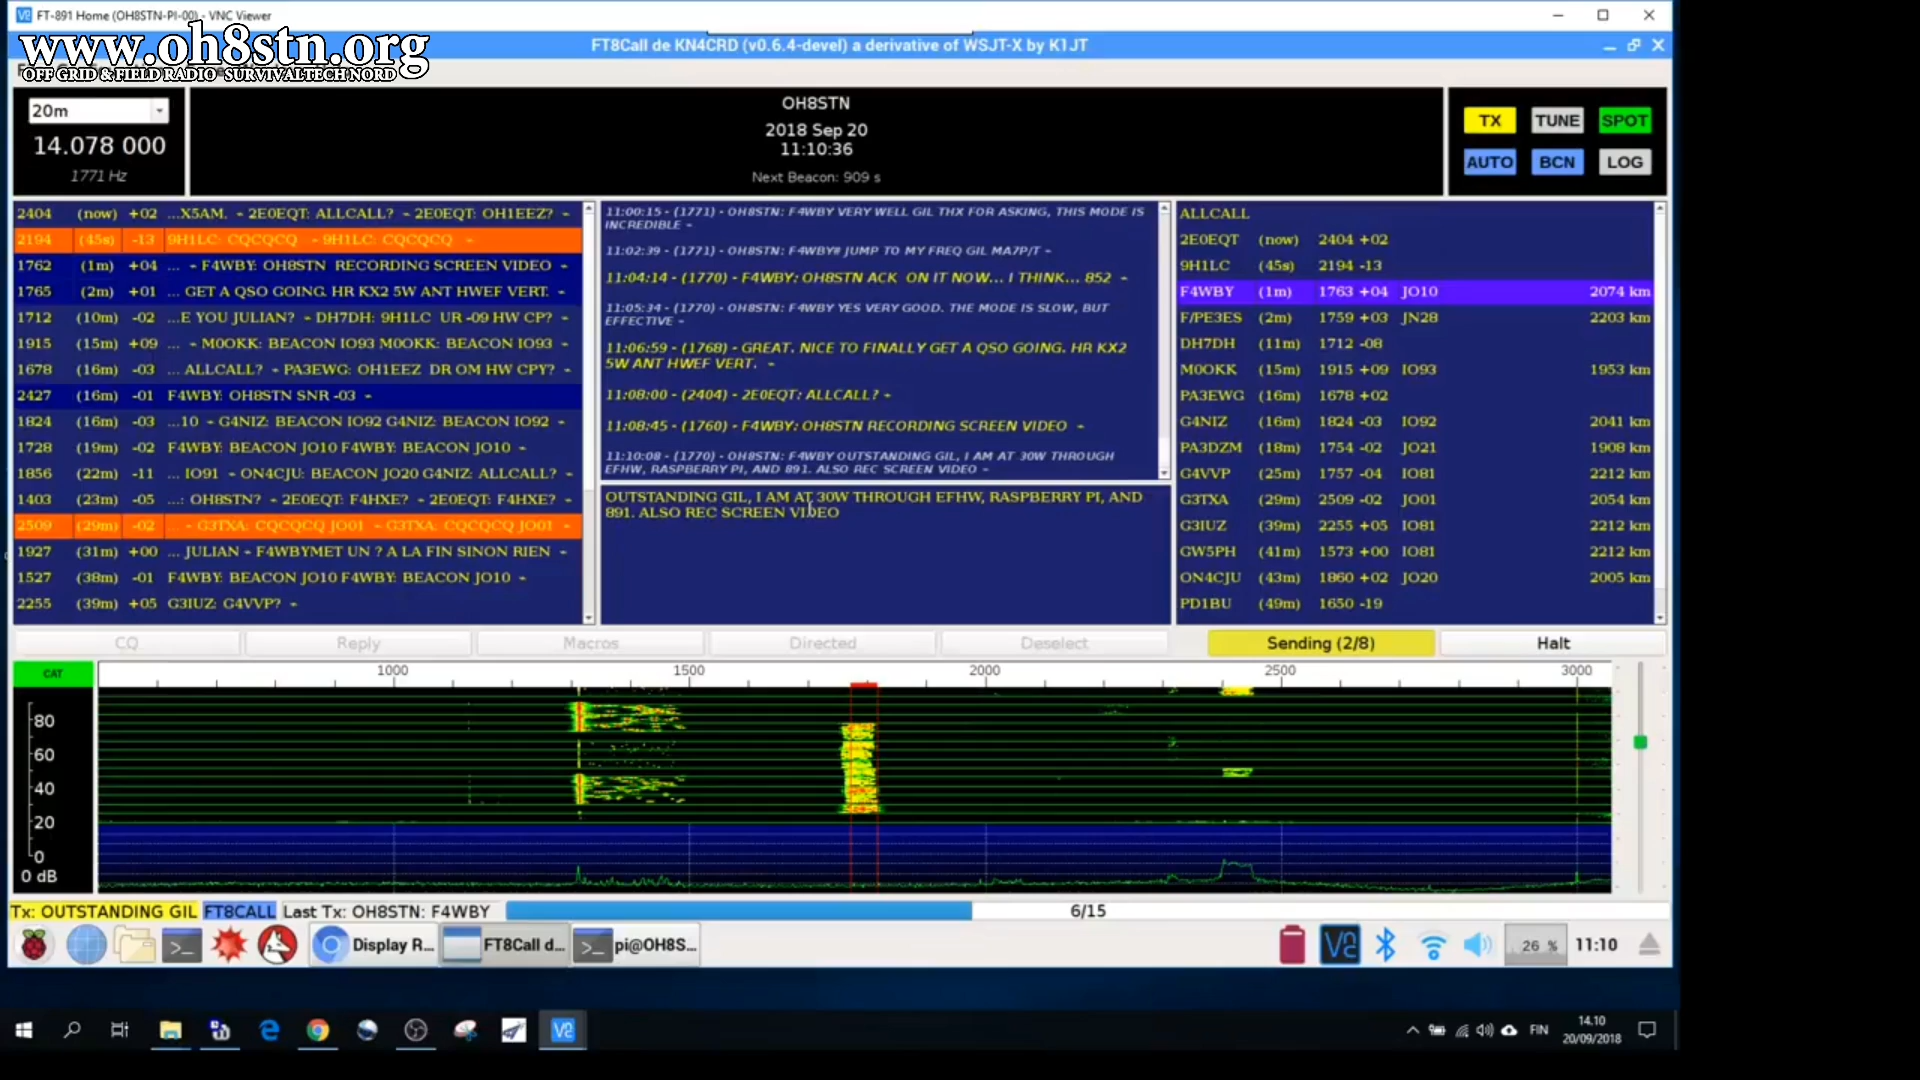 FT-891 Home (OH8STN-PI-00) - VNC Viewer
www.oh8stn.org
OFF GRID & FIELD RADIO SURVIVALTECH NORD
FT8Call de KN4CRD (v0.6.4-devel) a derivative of WSJT-X by K1JT
20m
14.078 000
1771 Hz
OH8STN
2018 Sep 20
11:10:36
Next Beacon: 909 s
TX TUNE SPOT
AUTO BCN LOG
2404 (now) +02 ...X5AM. - 2E0EQT: ALLCALL? - 2E0EQT: OH1EEZ? -
2194 (45s) -13 9H1LC: CQCQCQ - 9H1LC: CQCQCQ -
1762 (1m) +04 ... - F4WBY: OH8STN RECORDING SCREEN VIDEO -
1765 (2m) +01 ... GET A QSO GOING. HR KX2 5W ANT HWEF VERT. -
1712 (10m) -02 ...E YOU JULIAN? - DH7DH: 9H1LC UR -09 HW CP? -
1915 (15m) +09 ... - M0OKK: BEACON IO93 M0OKK: BEACON IO93 -
1678 (16m) -03 ... ALLCALL? - PA3EWG: OH1EEZ DR OM HW CPY? -
2427 (16m) -01 F4WBY: OH8STN SNR -03 -
1824 (16m) -03 ...10 - G4NIZ: BEACON IO92 G4NIZ: BEACON IO92 -
1728 (19m) -02 F4WBY: BEACON JO10 F4WBY: BEACON JO10 -
1856 (22m) -11 ... IO91 - ON4CJU: BEACON JO20 G4NIZ: ALLCALL? -
1403 (23m) -05 ...: OH8STN? - 2E0EQT: F4HXE? - 2E0EQT: F4HXE? -
2509 (29m) -02 ... - G3TXA: CQCQCQ JO01 - G3TXA: CQCQCQ JO01 -
1927 (31m) +00 ... JULIAN - F4WBYMET UN ? A LA FIN SINON RIEN -
1527 (38m) -01 F4WBY: BEACON JO10 F4WBY: BEACON JO10 -
2255 (39m) +05 G3IUZ: G4VVP? -
11:00:15 - (1771) - OH8STN: F4WBY VERY WELL GIL THX FOR ASKING, THIS MODE IS
INCREDIBLE -
11:02:39 - (1771) - OH8STN: F4WBY# JUMP TO MY FREQ GIL MA7P/T -
11:04:14 - (1770) - F4WBY: OH8STN ACK ON IT NOW... I THINK... 852 -
11:05:34 - (1770) - OH8STN: F4WBY YES VERY GOOD. THE MODE IS SLOW, BUT
EFFECTIVE -
11:06:59 - (1768) - GREAT. NICE TO FINALLY GET A QSO GOING. HR KX2
5W ANT HWEF VERT. -
11:08:00 - (2404) - 2E0EQT: ALLCALL? -
11:08:45 - (1760) - F4WBY: OH8STN RECORDING SCREEN VIDEO -
11:10:08 - (1770) - OH8STN: F4WBY OUTSTANDING GIL, I AM AT 30W THROUGH
EFHW, RASPBERRY PI, AND 891. ALSO REC SCREEN VIDEO -
OUTSTANDING GIL, I AM AT 30W THROUGH EFHW, RASPBERRY PI, AND
891. ALSO REC SCREEN VIDEO
ALLCALL
2E0EQT (now) 2404 +02
9H1LC (45s) 2194 -13
F4WBY (1m) 1763 +04 JO10 2074 km
F/PE3ES (2m) 1759 +03 JN28 2203 km
DH7DH (11m) 1712 -08
M0OKK (15m) 1915 +09 IO93 1953 km
PA3EWG (16m) 1678 +02
G4NIZ (16m) 1824 -03 IO92 2041 km
PA3DZM (18m) 1754 -02 JO21 1908 km
G4VVP (25m) 1757 -04 IO81 2212 km
G3TXA (29m) 2509 -02 JO01 2054 km
G3IUZ (39m) 2255 +05 IO81 2212 km
GW5PH (41m) 1573 +00 IO81 2212 km
ON4CJU (43m) 1860 +02 JO20 2005 km
PD1BU (49m) 1650 -19
CQ Reply Macros Directed Deselect Sending (2/8) Halt
CAT
1000 1500 2000 2500 3000
80
60
40
20
0
0 dB
Tx: OUTSTANDING GIL FT8CALL Last Tx: OH8STN: F4WBY 6/15
Display R... FT8Call d... pi@OH8S... 26 % 11:10
FIN
14.10
20/09/2018